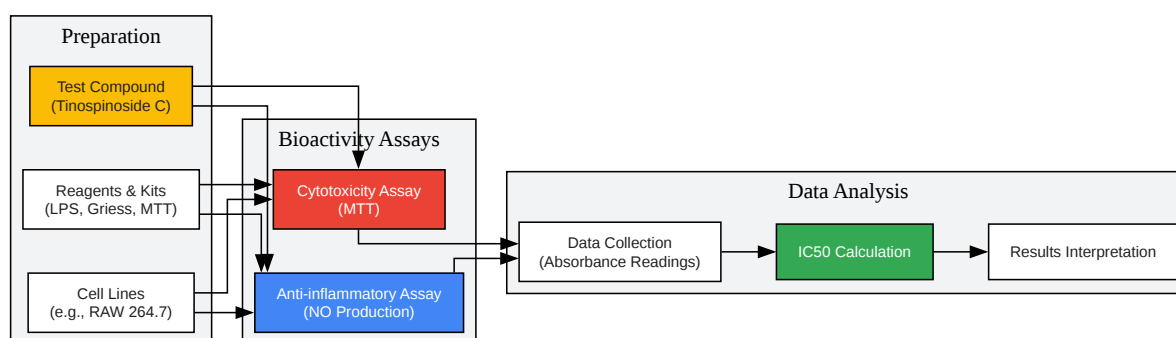 Preparation
Test Compound
(Tinospinoside C)
Reagents & Kits
(LPS, Griess, MTT)
Cell Lines
(e.g., RAW 264.7)
Bioactivity Assays
Cytotoxicity Assay
(MTT)
Anti-inflammatory Assay
(NO Production)
Data Analysis
Data Collection
(Absorbance Readings)
IC50 Calculation
Results Interpretation